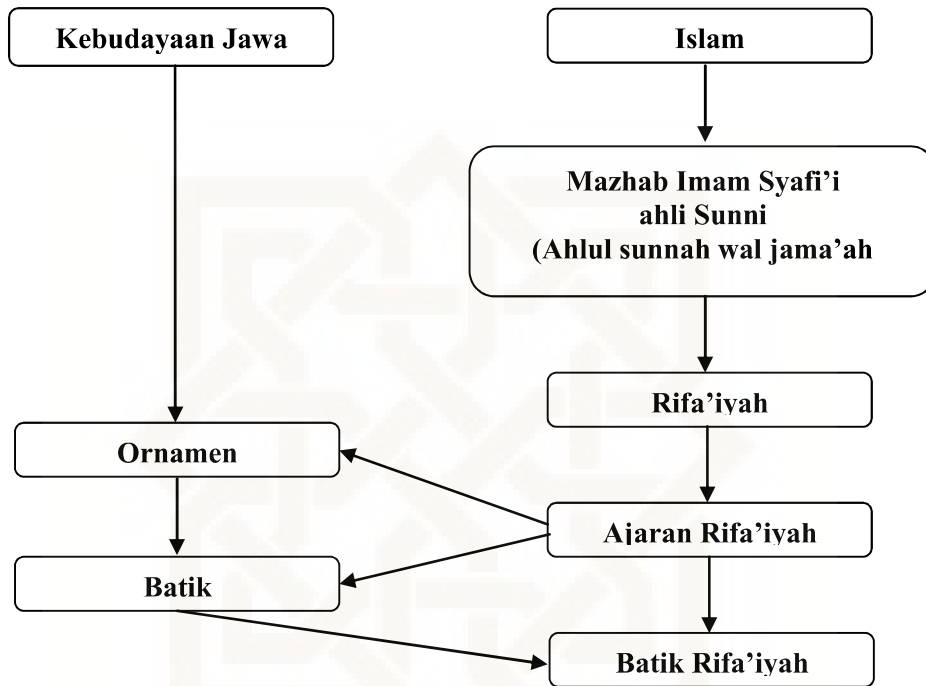 Kebudayaan Jawa
Islam
Mazhab Imam Syafi’i
ahli Sunni
(Ahlul sunnah wal jama’ah
Rifa’iyah
Ornamen
Ajaran Rifa’iyah
Batik
Batik Rifa’iyah